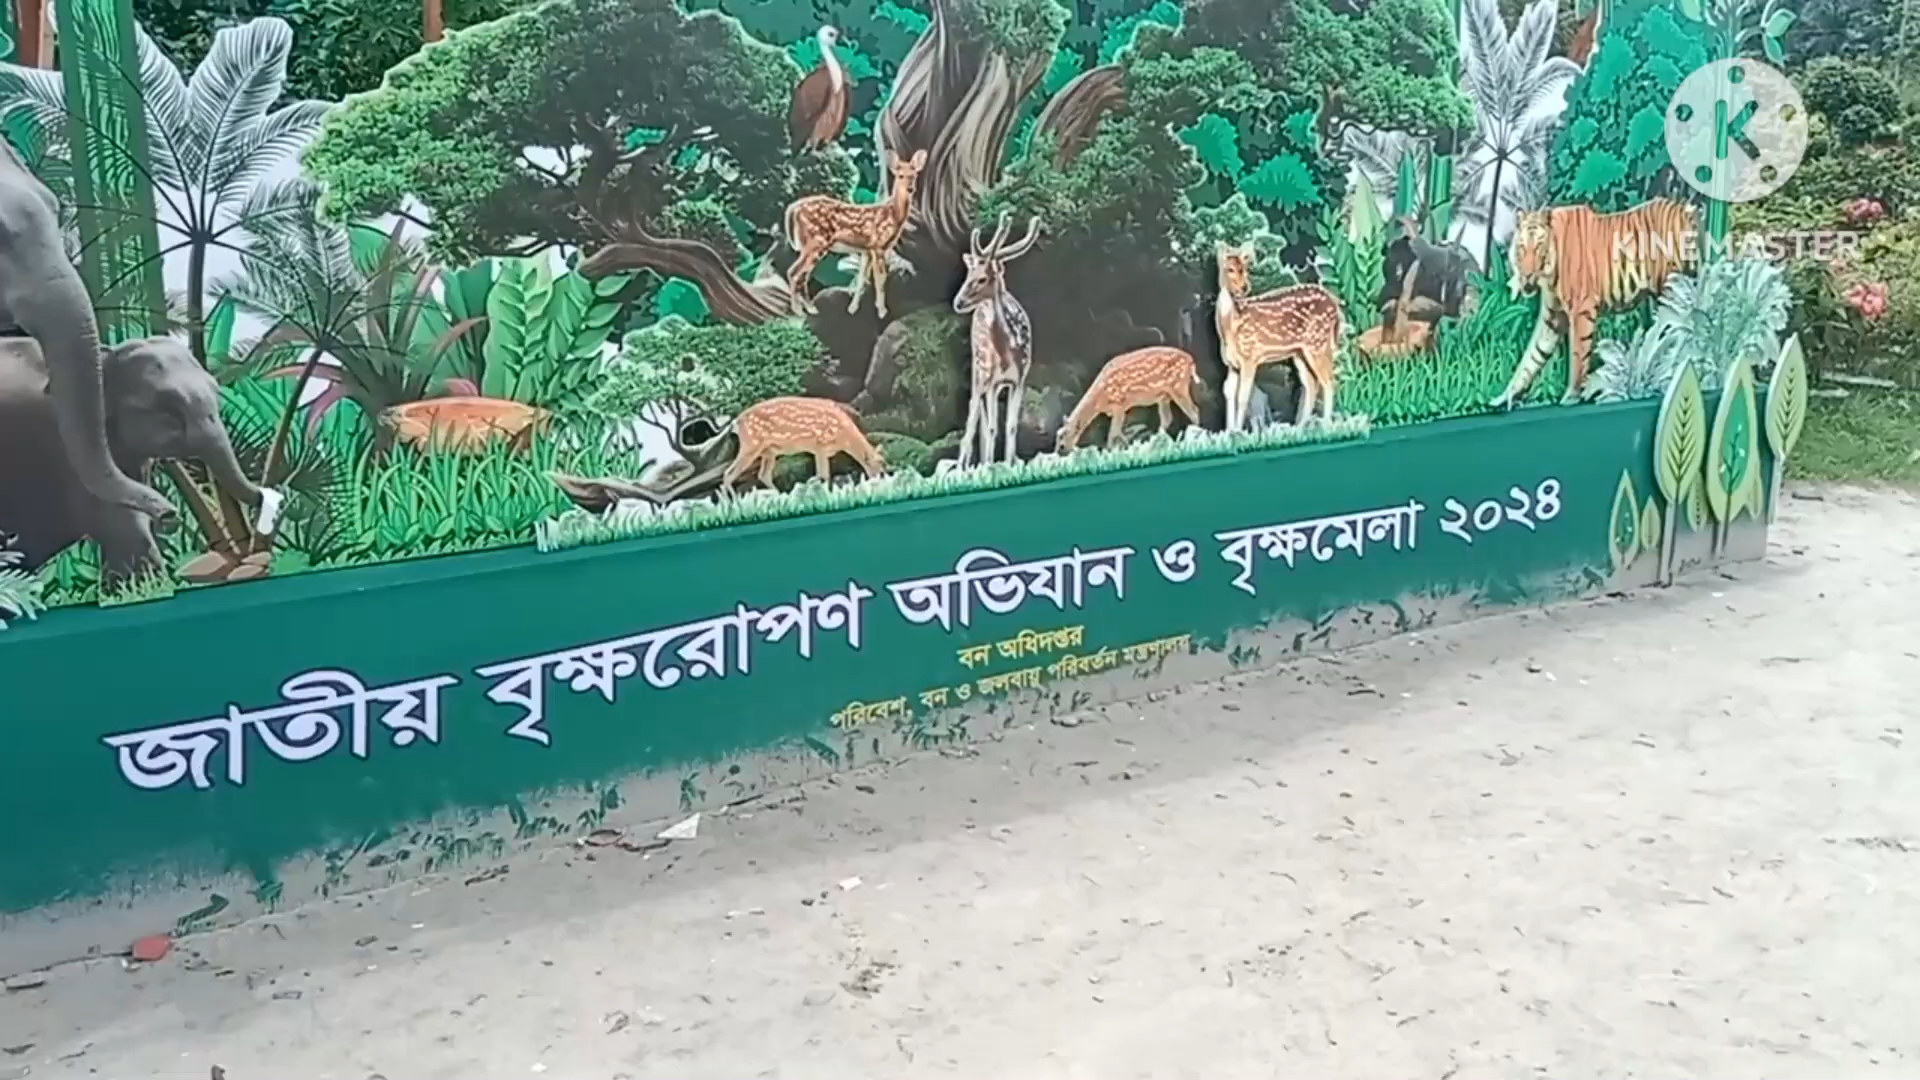 K
KINEMASTER
জাতীয় বৃক্ষরোপণ অভিযান ও বৃক্ষমেলা ২০২৪
বন অধিদপ্তর
পরিবেশ, বন ও জলবায়ু পরিবর্তন মন্ত্রণালয়